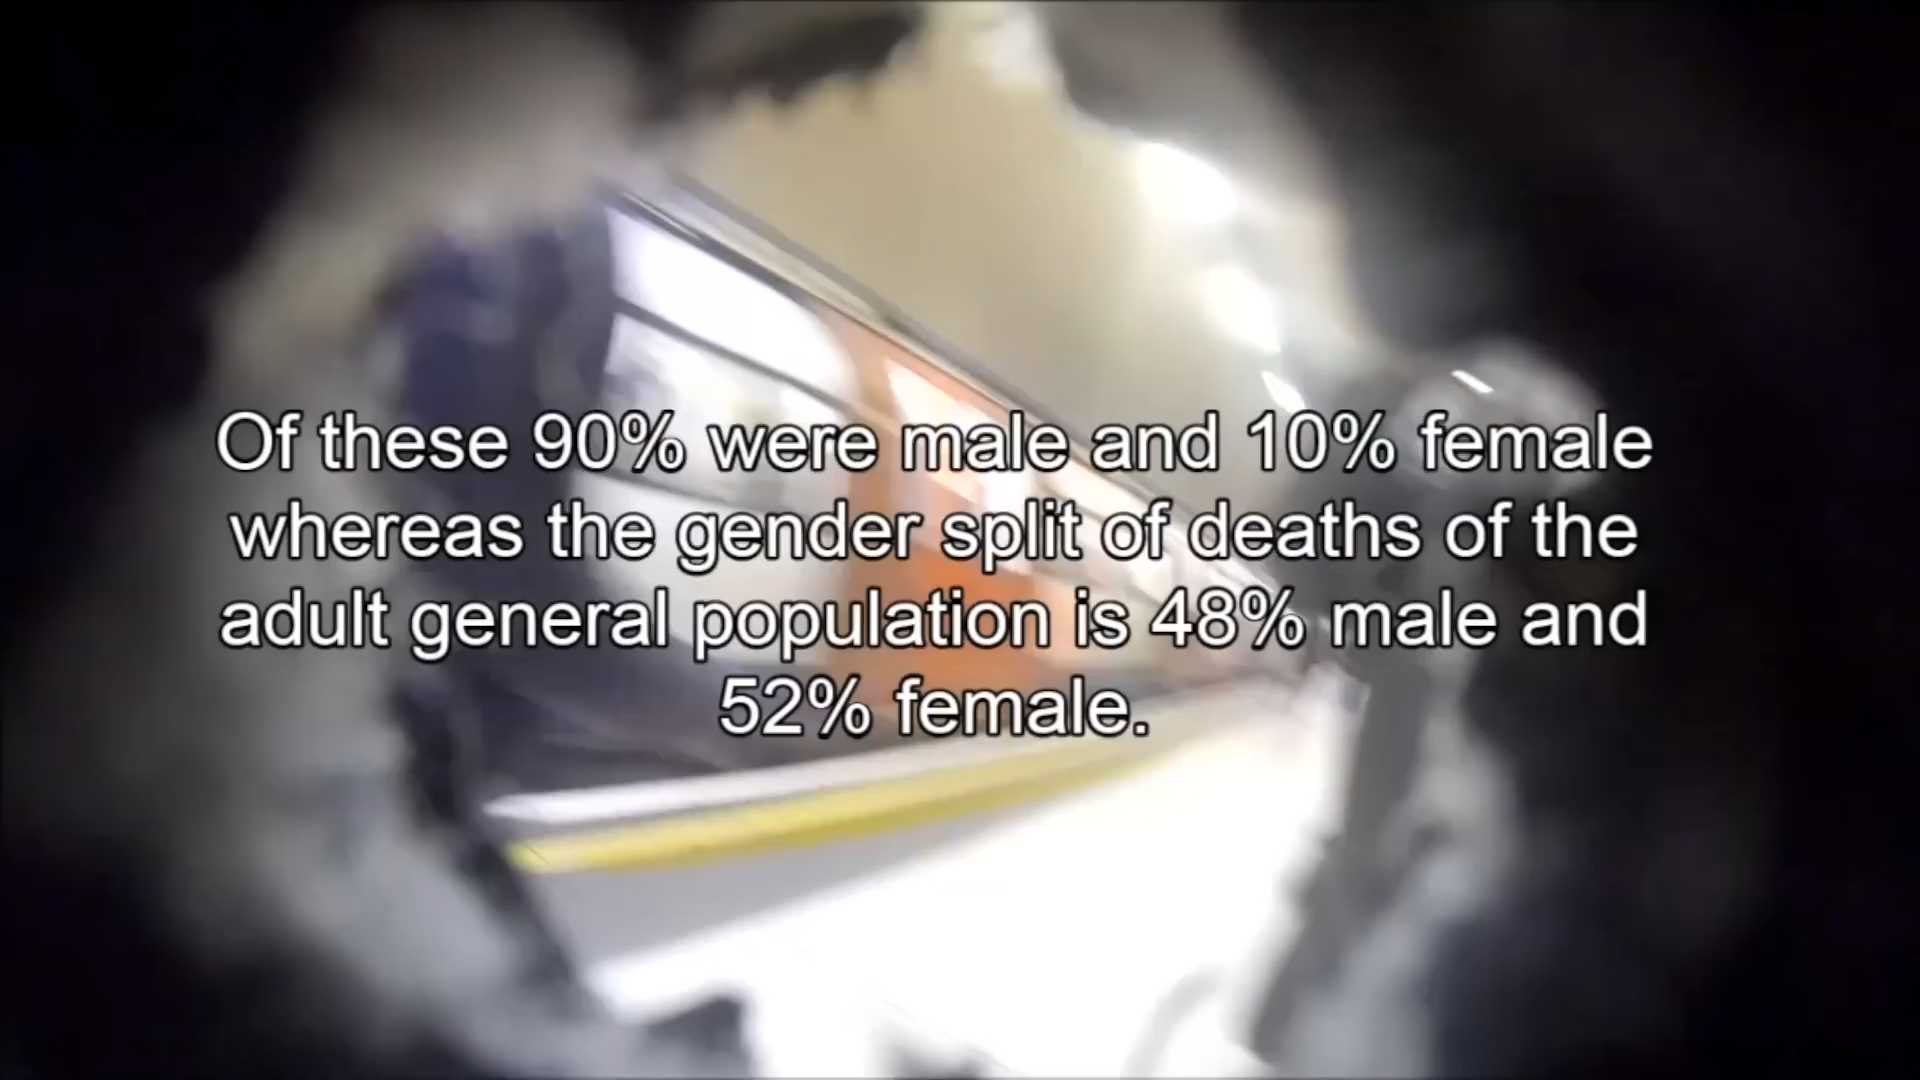 Of these 90% were male and 10% female
whereas the gender split of deaths of the
adult general population is 48% male and
52% female.